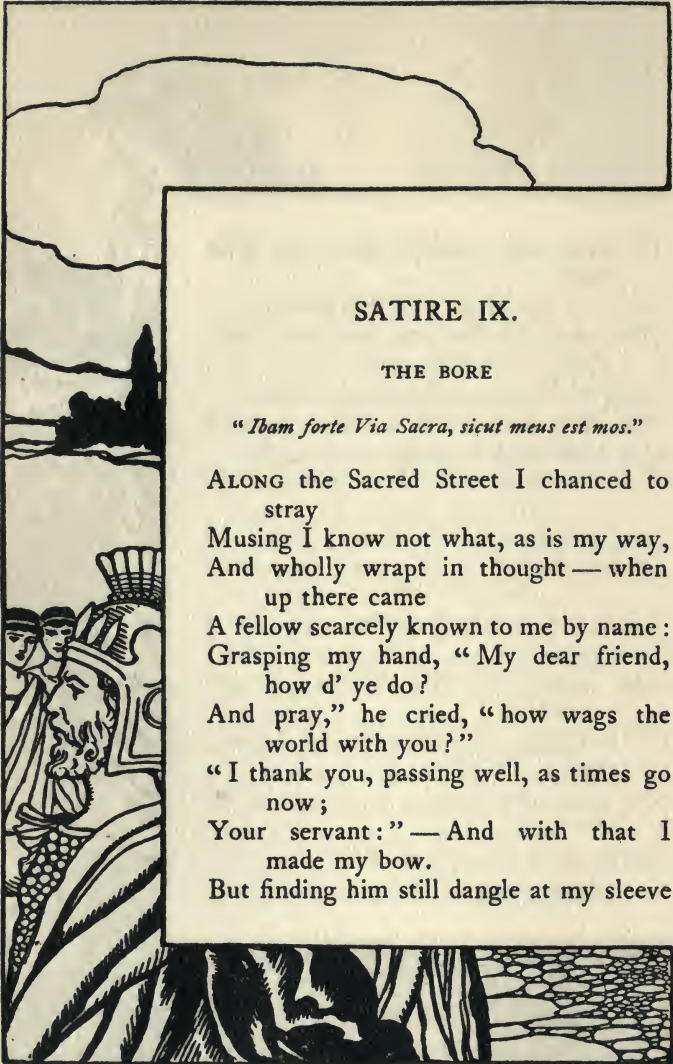 SATIRE IX.
THE BORE
“ Ibam forte Via Sacra, sicut meus est mos.”
ALONG the Sacred Street I chanced to
stray
Musing I know not what, as is my way,
And wholly wrapt in thought — when
up there came
A fellow scarcely known to me by name :
Grasping my hand, “ My dear friend,
how d' ye do ?
And pray,” he cried, “ how wags the
world with you ? ”
“ I thank you, passing well, as times go
now ;
Your servant : ” — And with that I
made my bow.
But finding him still dangle at my sleeve